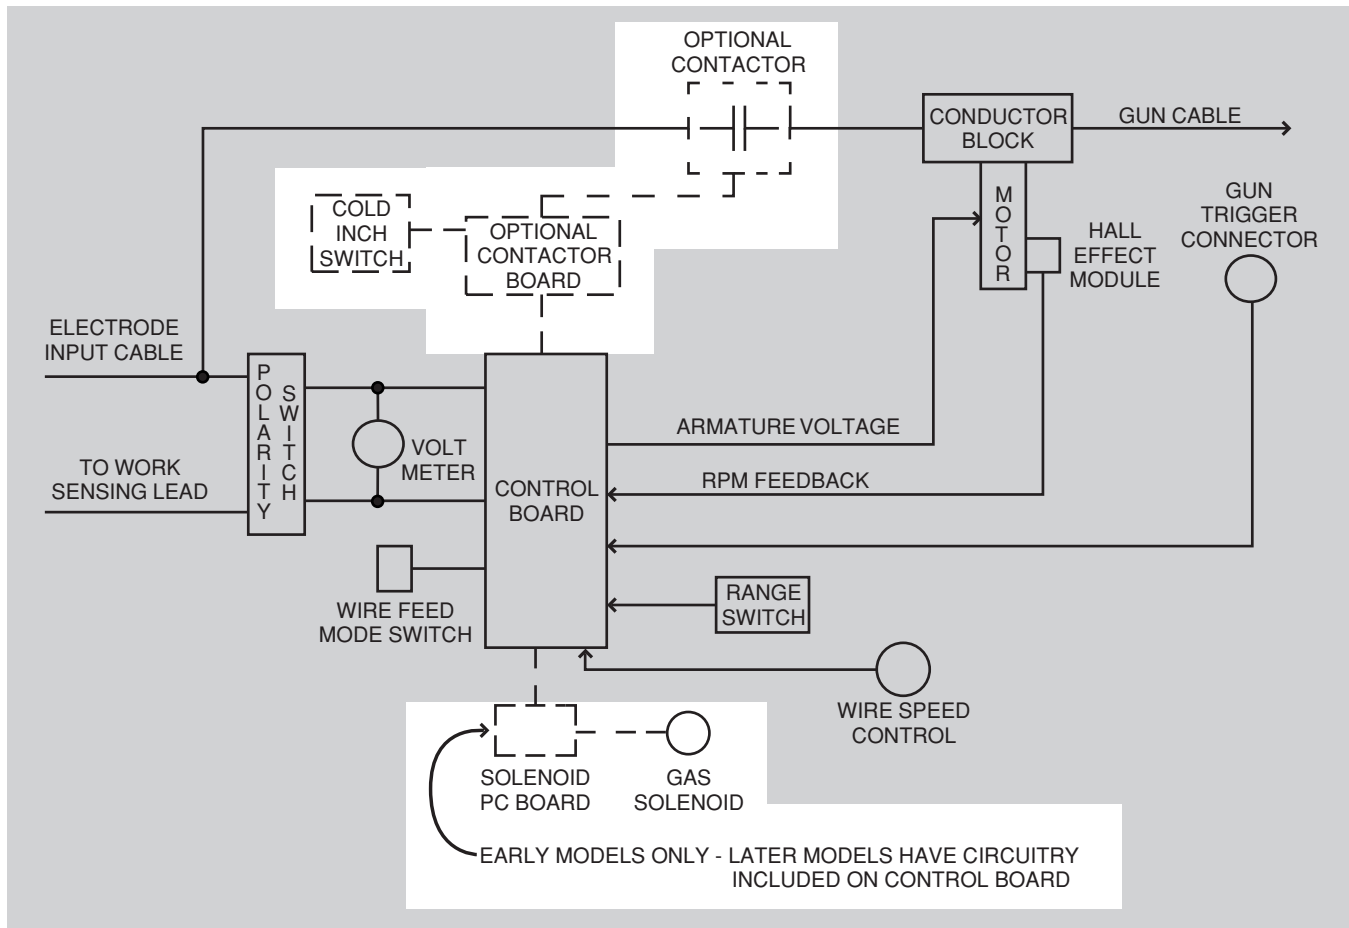 OPTIONAL
CONTACTOR
CONDUCTOR
BLOCK
GUN CABLE
MOTOR
HALL
EFFECT
MODULE
GUN
TRIGGER
CONNECTOR
COLD
INCH
SWITCH
OPTIONAL
CONTACTOR
BOARD
ELECTRODE
INPUT CABLE
POLARITY
SWITCH
TO WORK
SENSING LEAD
VOLT
METER
CONTROL
BOARD
ARMATURE VOLTAGE
RPM FEEDBACK
WIRE FEED
MODE SWITCH
RANGE
SWITCH
WIRE SPEED
CONTROL
SOLENOID
PC BOARD
GAS
SOLENOID
EARLY MODELS ONLY - LATER MODELS HAVE CIRCUITRY
INCLUDED ON CONTROL BOARD